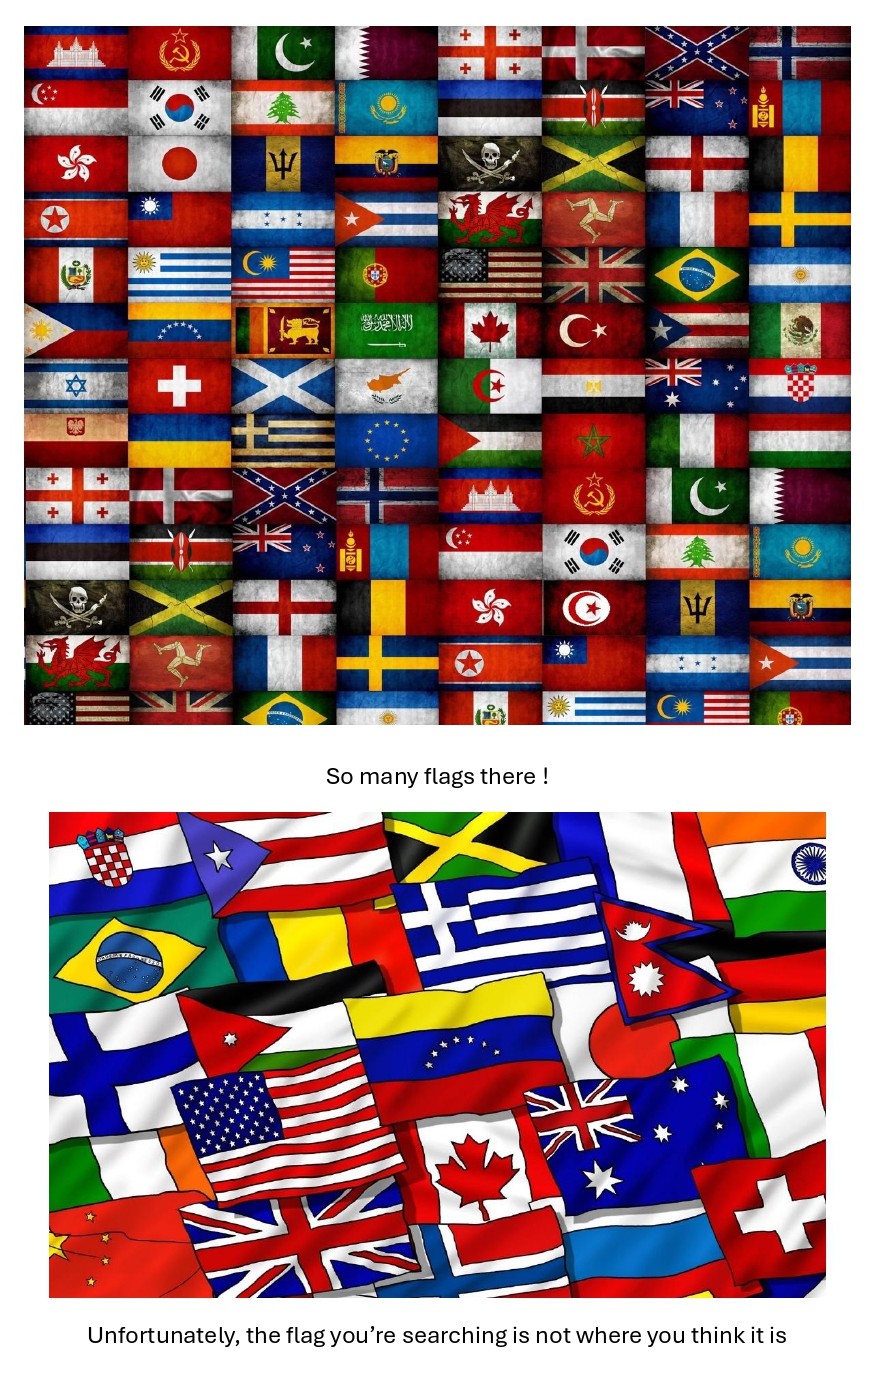 So many flags there !
Unfortunately, the flag you’re searching is not where you think it is